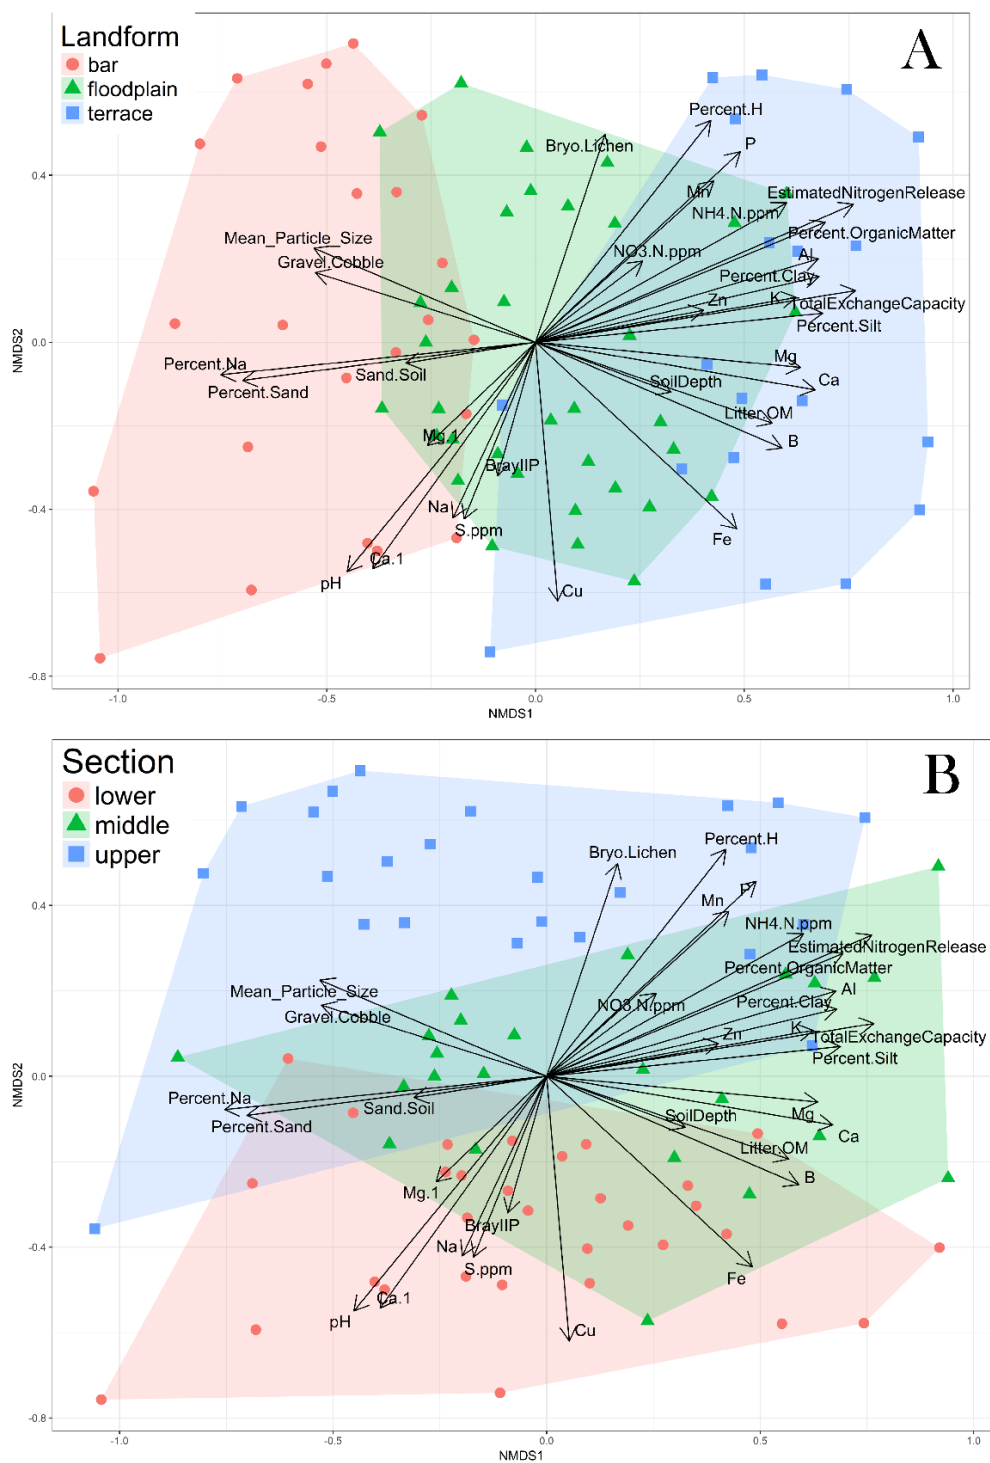 Landform
bar
floodplain
terrace
A
Percent.H
Bryo.Lichen
P
Mn
EstimatedNitrogenRelease
NH4.N.ppm
Percent.OrganicMatter
Mean_Particle_Size
NO3.N.ppm
Al
Gravel.Cobble
Percent.Clay
Zn
K
TotalExchangeCapacity
Percent.Silt
Percent.Na
Mg
Sand.Soil
SoilDepth
Ca
Percent.Sand
Litter.OM
Mg.1
B
BrayIIP
Na
S.ppm
Fe
Ca.1
pH
Cu
0.4
0.0
-0.4
-0.8
NMDS2
-1.0 -0.5 0.0 0.5 1.0
NMDS1
Section
lower
middle
upper
B
Percent.H
Bryo.Lichen
P
Mn
NH4.N.ppm
EstimatedNitrogenRelease
Percent.OrganicMatter
Mean_Particle_Size
Al
NO3.N.ppm
Percent.Clay
Gravel.Cobble
Zn
K
TotalExchangeCapacity
Percent.Silt
Percent.Na
Sand.Soil
Mg
SoilDepth
Percent.Sand
Ca
Litter.OM
B
Mg.1
BrayIIP
Na
S.ppm
Fe
Ca.1
pH
Cu
0.4
0.0
-0.4
-0.8
NMDS2
-1.0 -0.5 0.0 0.5 1.0
NMDS1